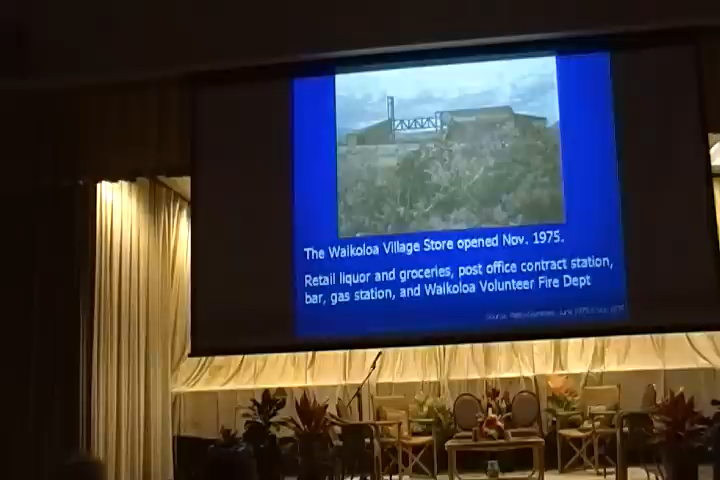 The Waikoloa Village Store opened Nov. 1975.
Retail liquor and groceries, post office contract station,
bar, gas station, and Waikoloa Volunteer Fire Dept
Source: